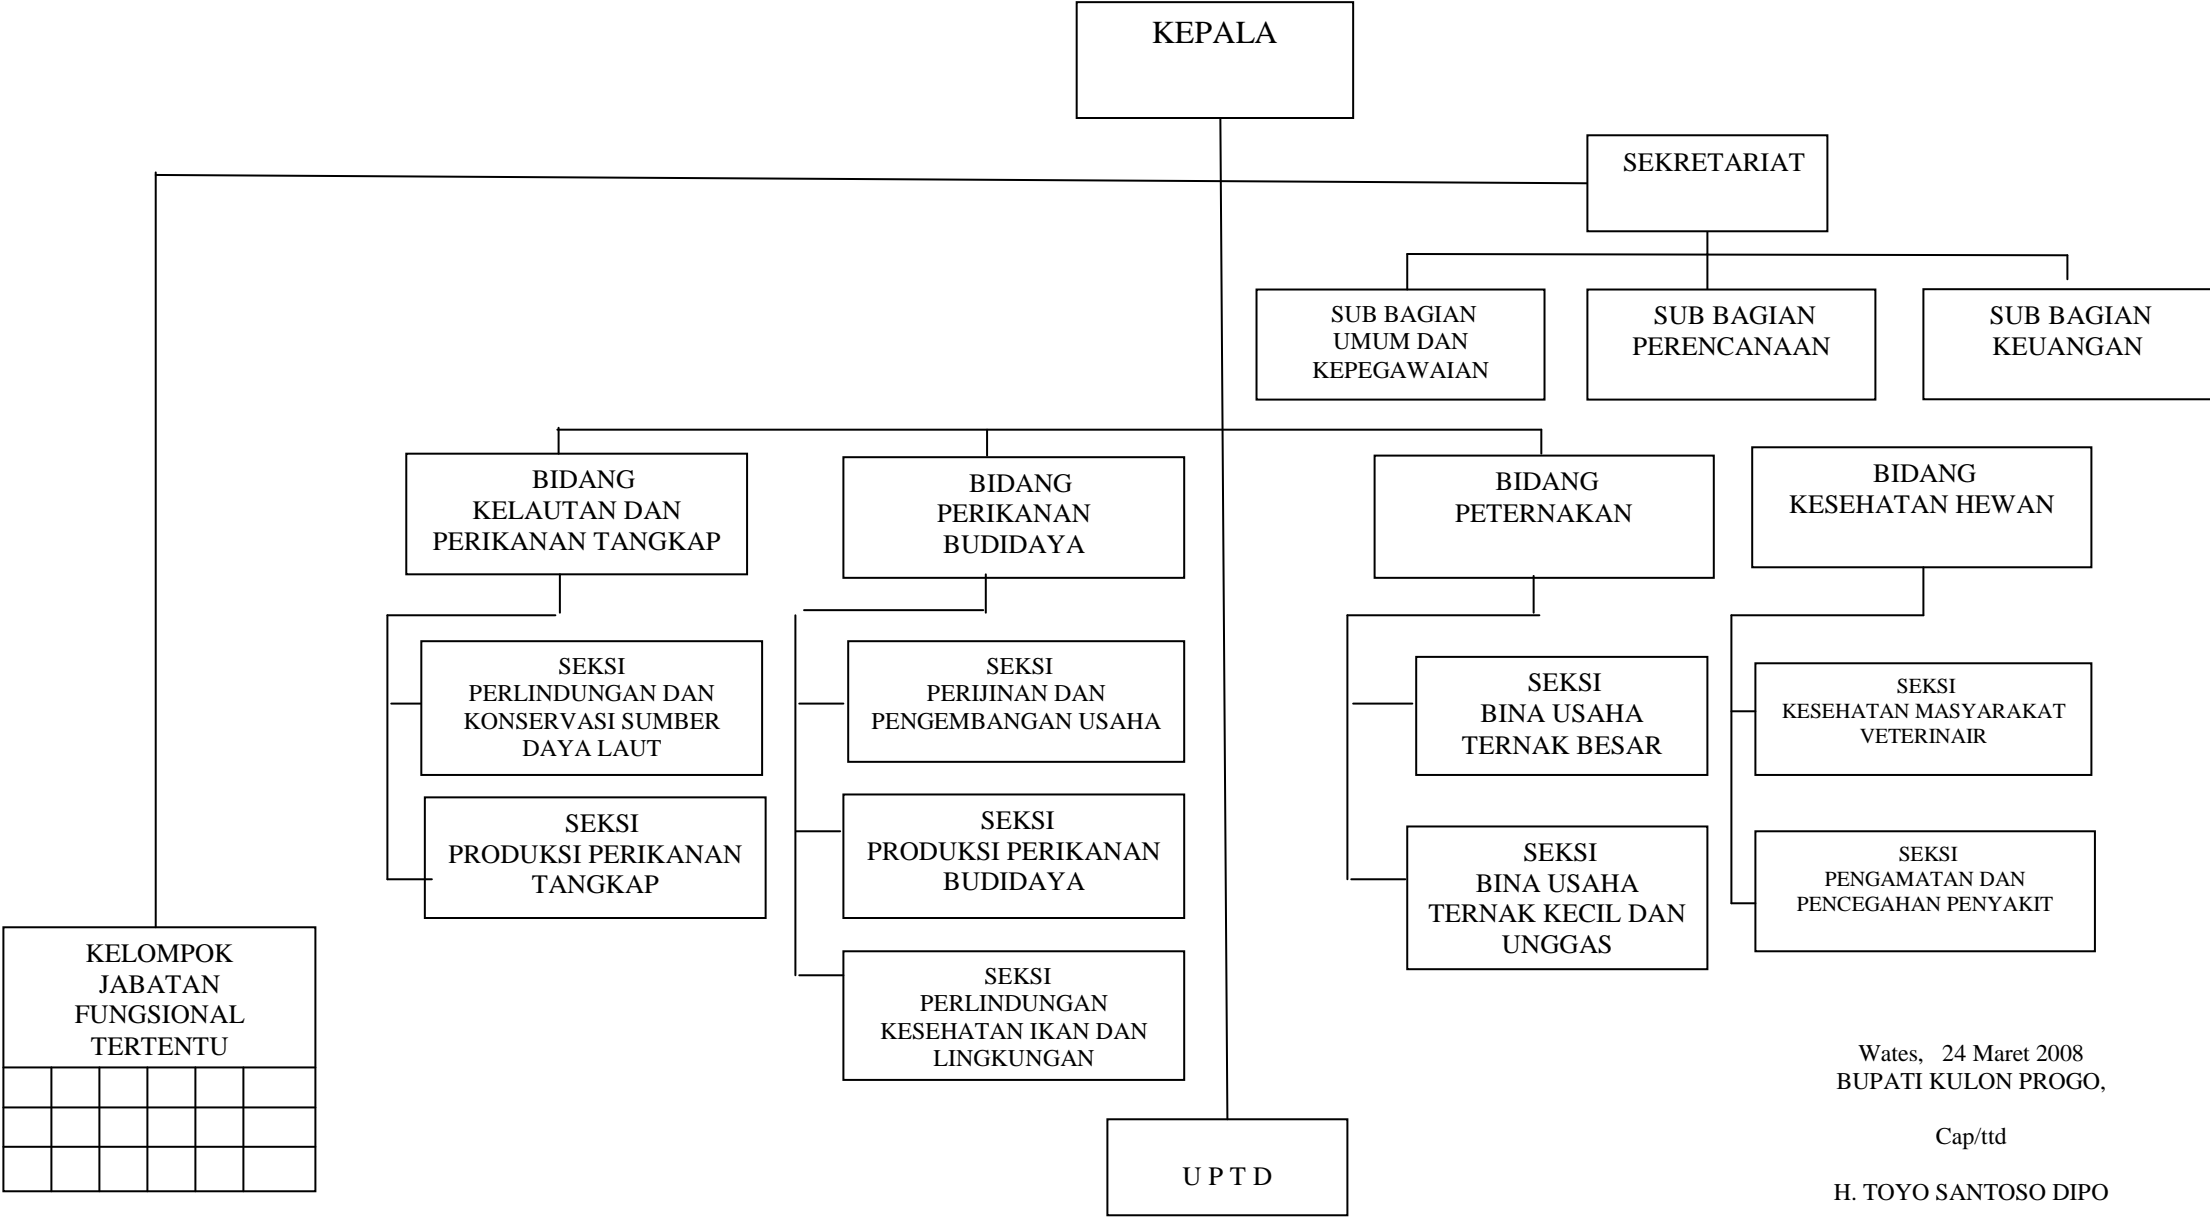 KEPALA
SEKRETARIAT
SUB BAGIAN
UMUM DAN
KEPEGAWAIAN
SUB BAGIAN
PERENCANAAN
SUB BAGIAN
KEUANGAN
BIDANG
KELAUTAN DAN
PERIKANAN TANGKAP
BIDANG
PERIKANAN
BUDIDAYA
BIDANG
PETERNAKAN
BIDANG
KESEHATAN HEWAN
SEKSI
PERLINDUNGAN DAN
KONSERVASI SUMBER
DAYA LAUT
SEKSI
PERIJINAN DAN
PENGEMBANGAN USAHA
SEKSI
BINA USAHA
TERNAK BESAR
SEKSI
KESEHATAN MASYARAKAT
VETERINAIR
SEKSI
PRODUKSI PERIKANAN
TANGKAP
SEKSI
PRODUKSI PERIKANAN
BUDIDAYA
SEKSI
BINA USAHA
TERNAK KECIL DAN
UNGGAS
SEKSI
PENGAMATAN DAN
PENCEGAHAN PENYAKIT
KELOMPOK
JABATAN
FUNGSIONAL
TERTENTU
SEKSI
PERLINDUNGAN
KESEHATAN IKAN DAN
LINGKUNGAN
U P T D
Wates, 24 Maret 2008
BUPATI KULON PROGO,
Cap/ttd
H. TOYO SANTOSO DIPO